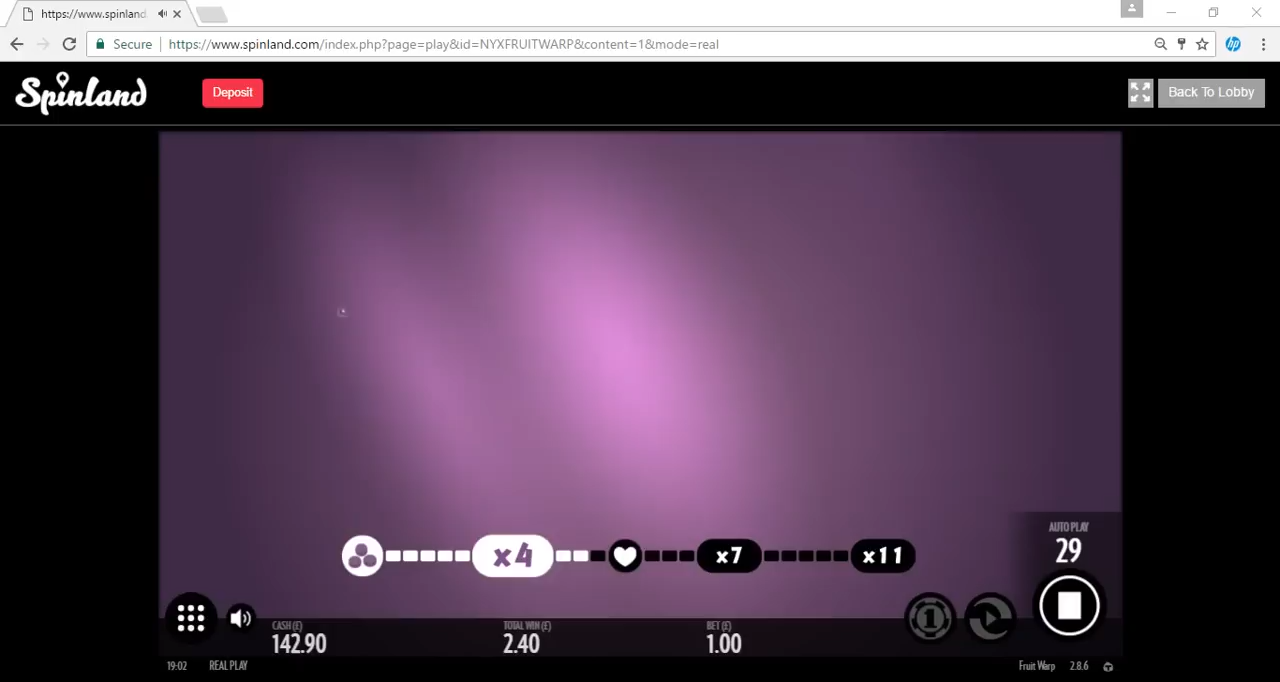 https://www.spinland
Secure https://www.spinland.com/index.php?page=play&id=NYXFRUITWARP&content=1&mode=real
hp
Spinland
Deposit
Back To Lobby
AUTO PLAY
29
x4
x7
x11
1
CASH (£)
142.90
TOTAL WIN (£)
2.40
BET (£)
1.00
19:02
REAL PLAY
Fruit Warp
2.8.6